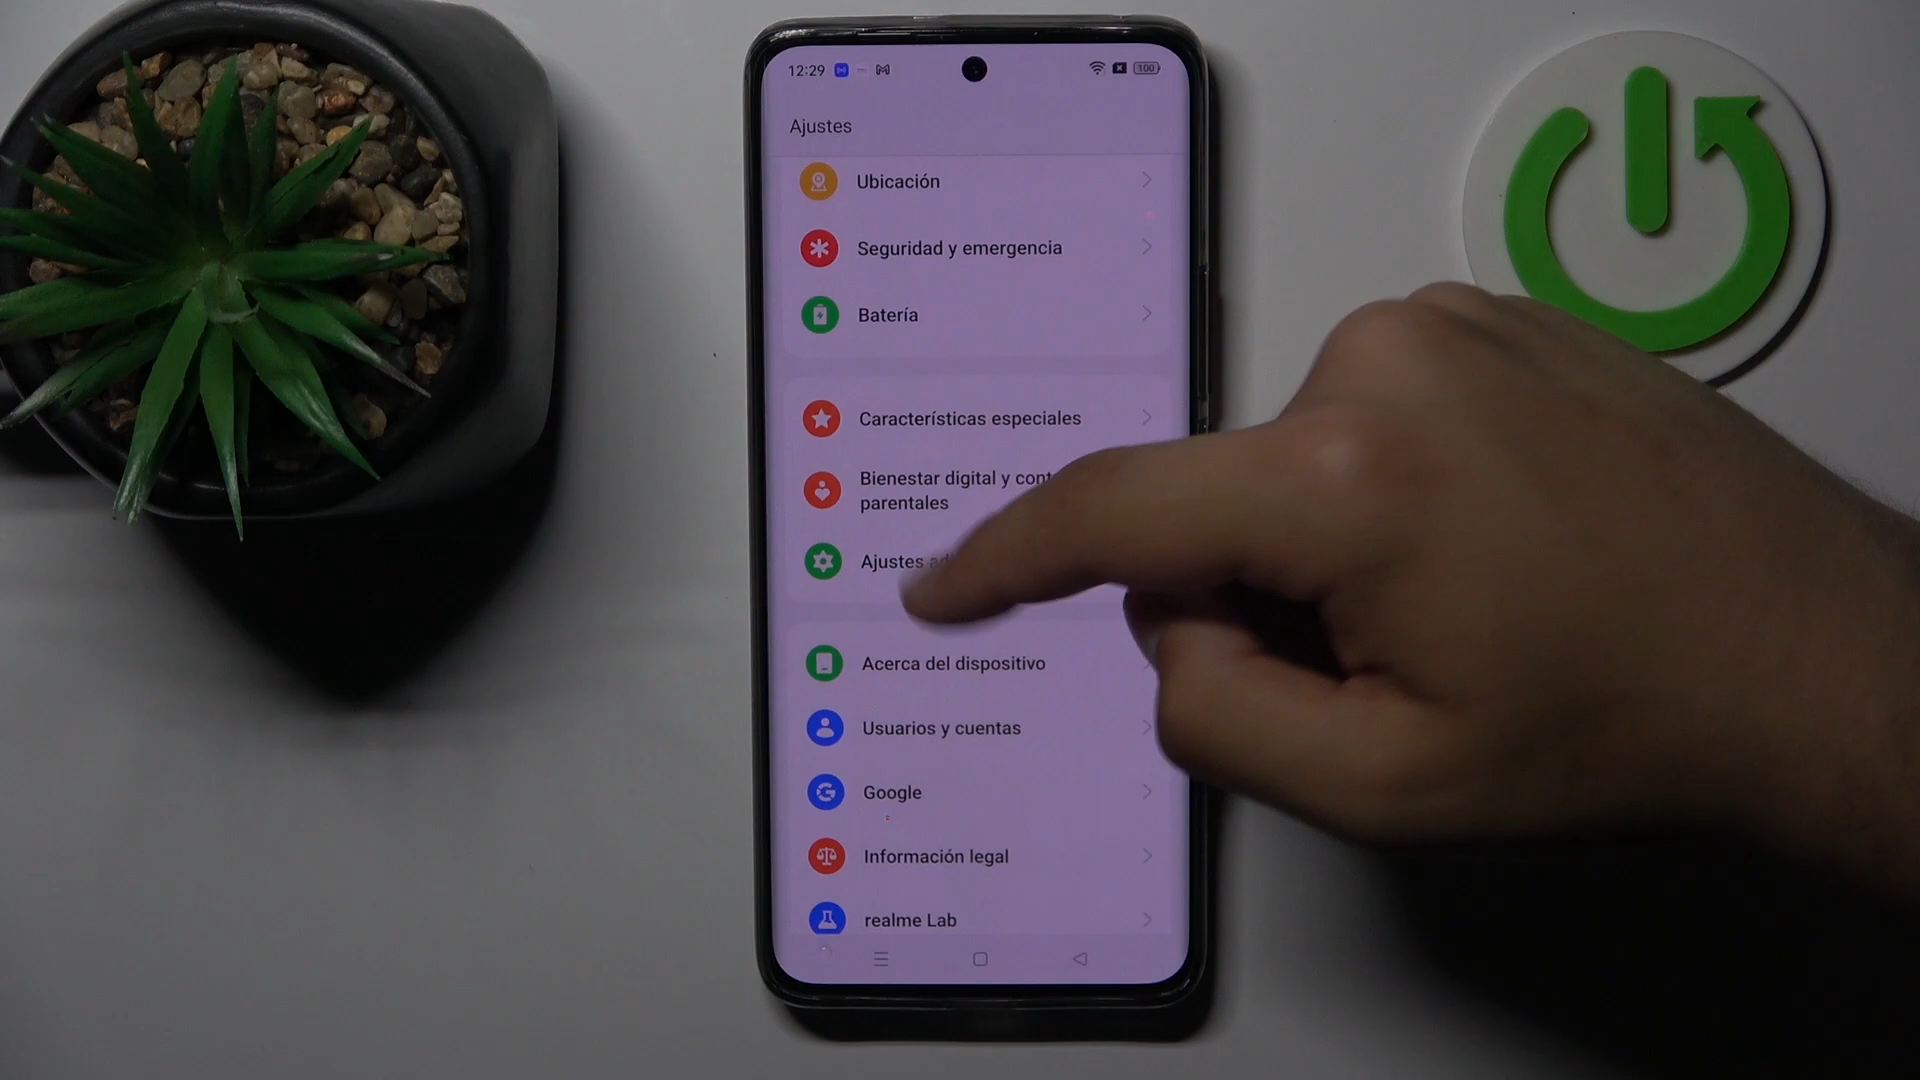 12:29
100
Ajustes
Ubicación
Seguridad y emergencia
Batería
Características especiales
Bienestar digital y
parentales
Ajustes
Acerca del dispositivo
Usuarios y cuentas
Google
Información legal
realme Lab